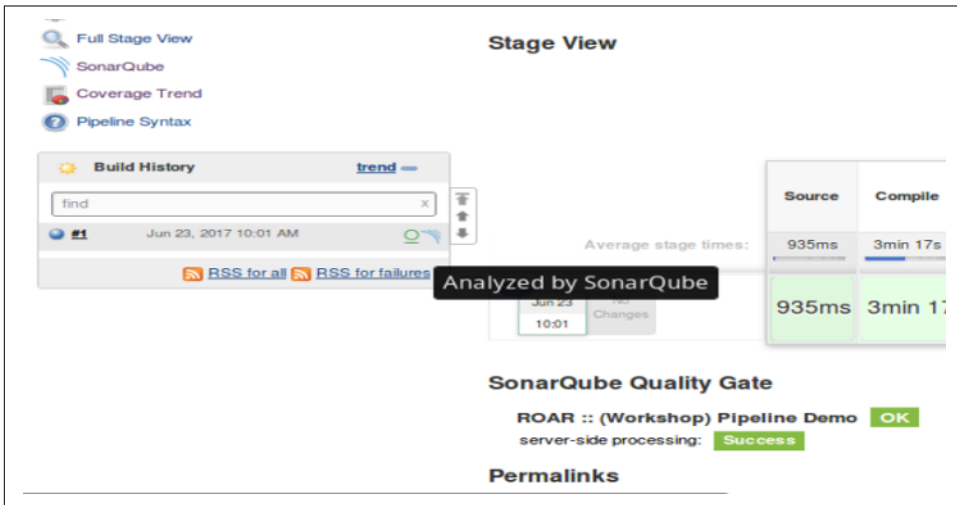 Full Stage View
SonarQube
Coverage Trend
Pipeline Syntax
Build History trend
find x
#1 Jun 23, 2017 10:01 AM
RSS for all RSS for failures
Analyzed by SonarQube
Stage View
Source Compile
Average stage times: 935ms 3min 17s
Jun 23
10:01
No
Changes
935ms 3min 17
SonarQube Quality Gate
ROAR :: (Workshop) Pipeline Demo OK
server-side processing: Success
Permalinks